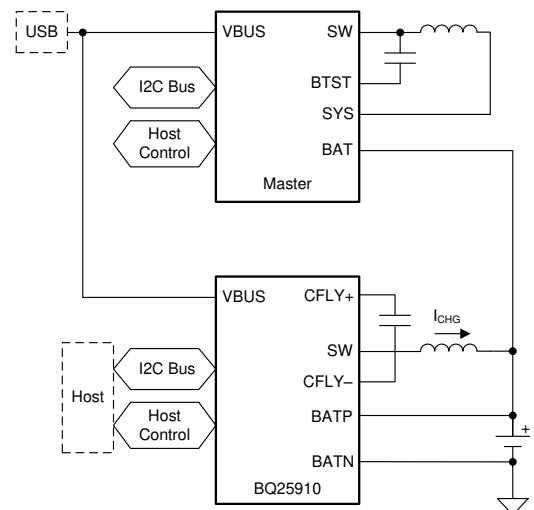 USB
VBUS
SW
I2C Bus
BTST
SYS
Host
Control
BAT
Master
VBUS
CFLY+
I_CHG
SW
I2C Bus
CFLY–
Host
Host
Control
BATP
+
BATN
BQ25910